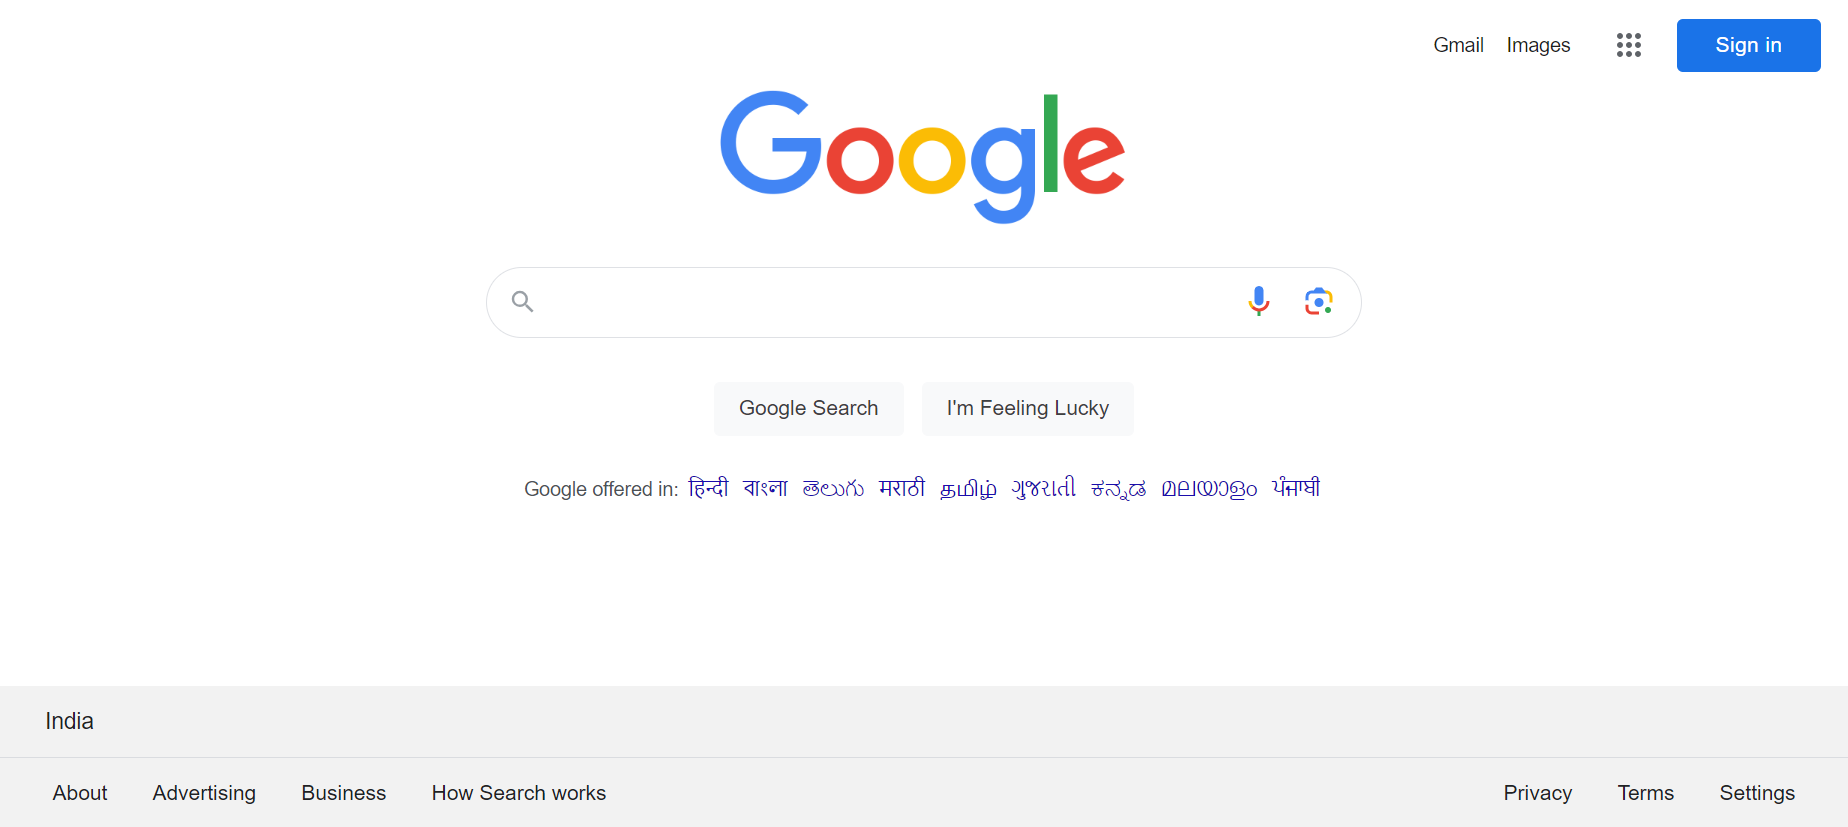 Gmail Images Sign in
Google
Google Search I'm Feeling Lucky
Google offered in: हिन्दी বাংলা తెలుగు मराठी தமிழ் ગુજરાતી ಕನ್ನಡ മലയാളം ਪੰਜਾਬੀ
India
About Advertising Business How Search works Privacy Terms Settings